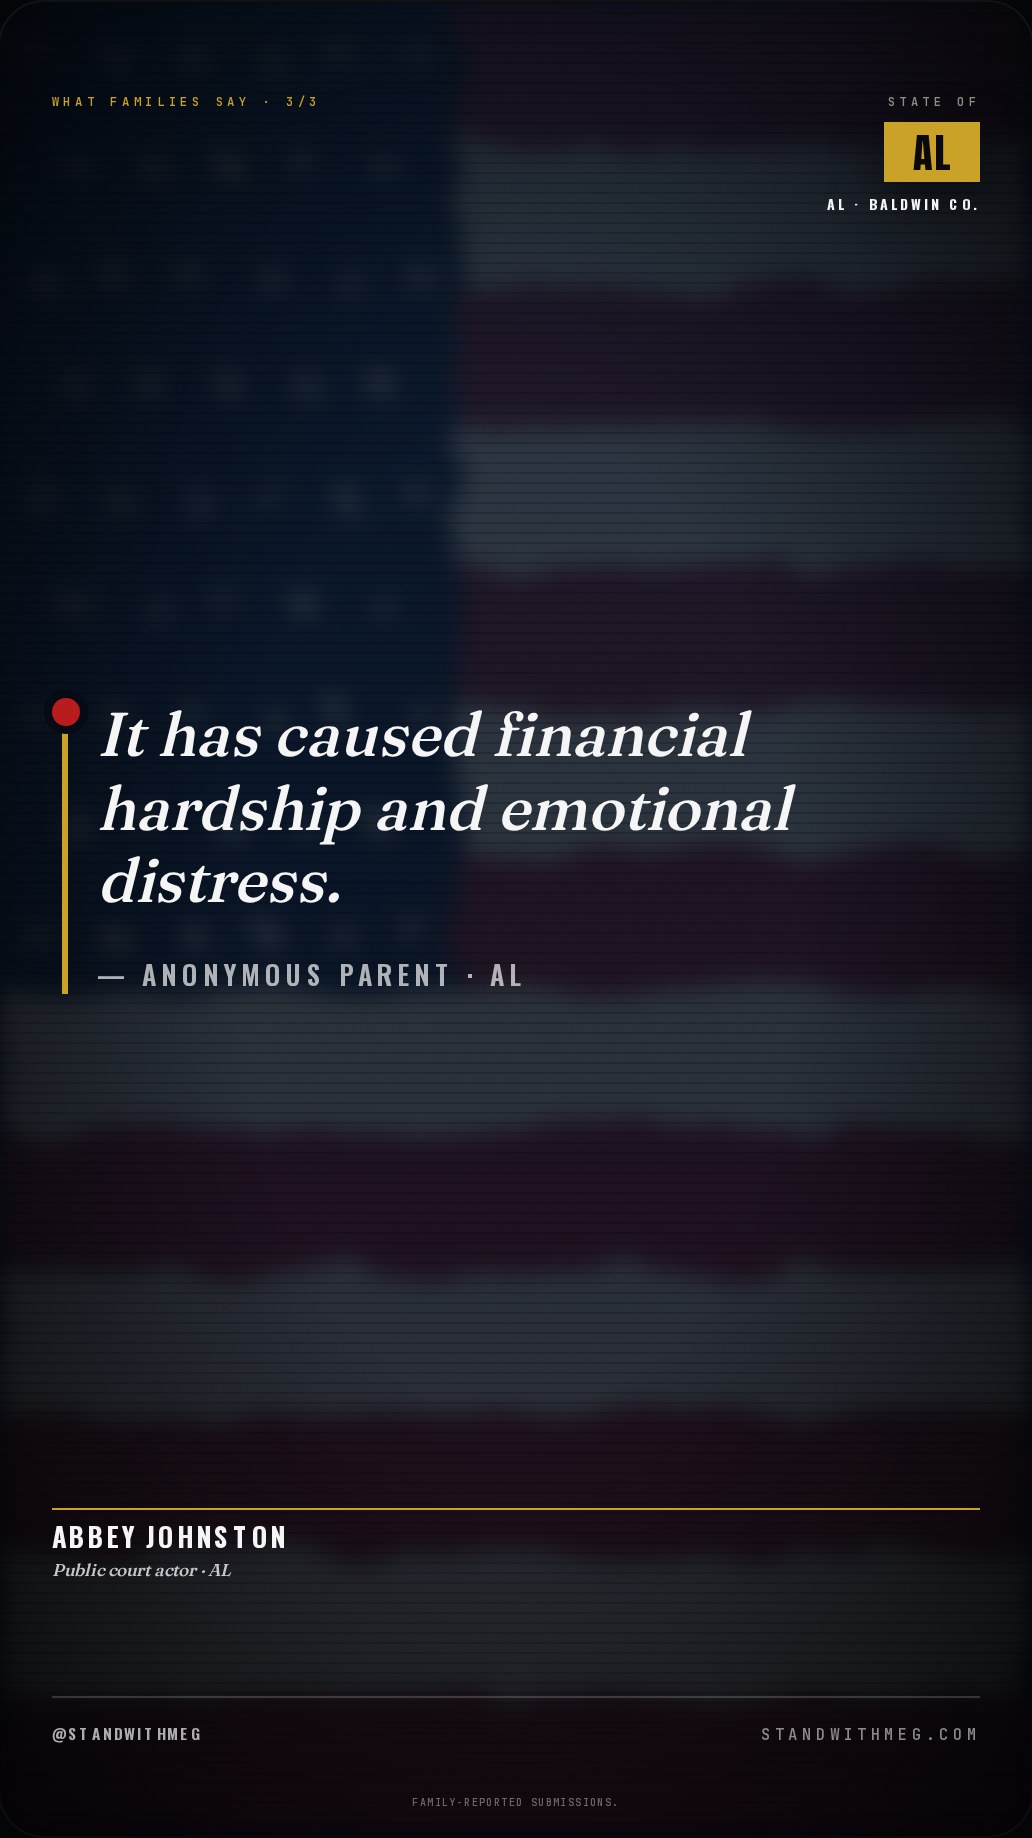 WHAT FAMILIES SAY · 3/3
STATE OF
AL
AL · BALDWIN CO.
It has caused financial
hardship and emotional
distress.
— ANONYMOUS PARENT · AL
ABBEY JOHNSTON
Public court actor · AL
@STANDWITHMEG
STANDWITHMEG.COM
FAMILY-REPORTED SUBMISSIONS.